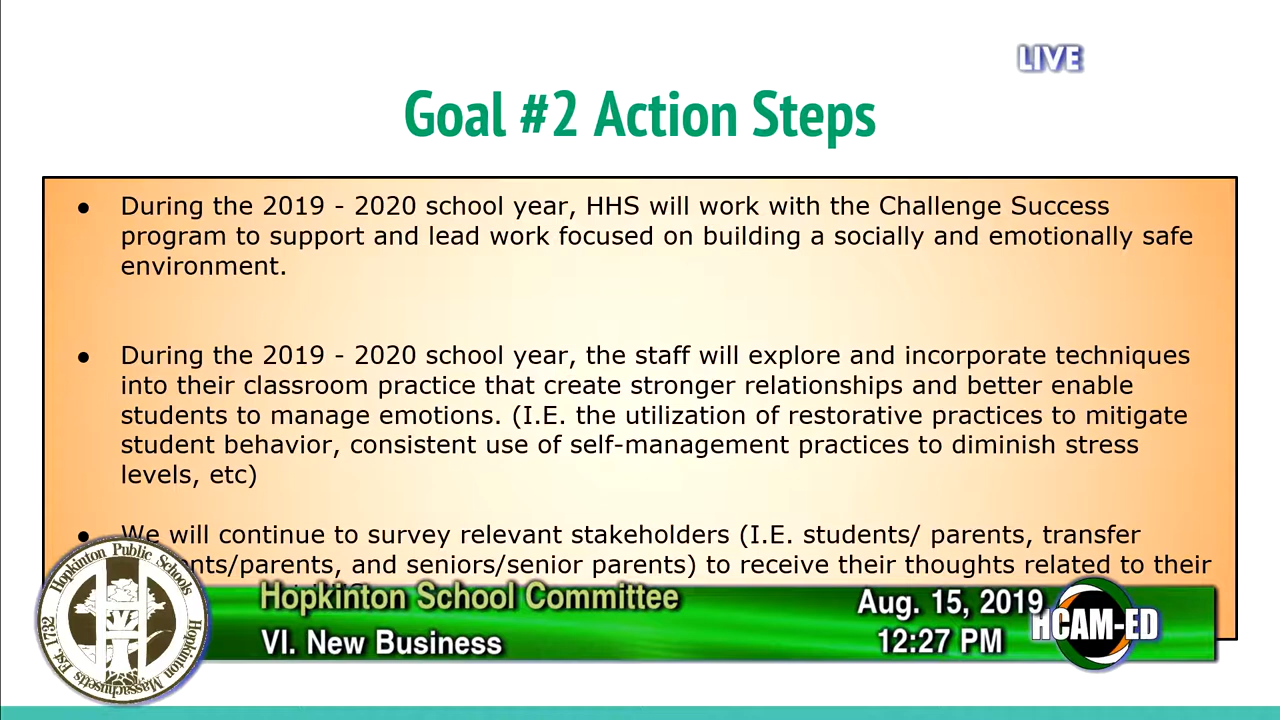 LIVE
Goal #2 Action Steps
● During the 2019 - 2020 school year, HHS will work with the Challenge Success
program to support and lead work focused on building a socially and emotionally safe
environment.
● During the 2019 - 2020 school year, the staff will explore and incorporate techniques
into their classroom practice that create stronger relationships and better enable
students to manage emotions. (I.E. the utilization of restorative practices to mitigate
student behavior, consistent use of self-management practices to diminish stress
levels, etc)
● We will continue to survey relevant stakeholders (I.E. students/ parents, transfer
ents/parents, and seniors/senior parents) to receive their thoughts related to their
Hopkinton School Committee
Aug. 15, 2019
VI. New Business
12:27 PM
HCAM-ED
Hopkinton Public Schools
Hopkinton Massachusetts Est. 1732